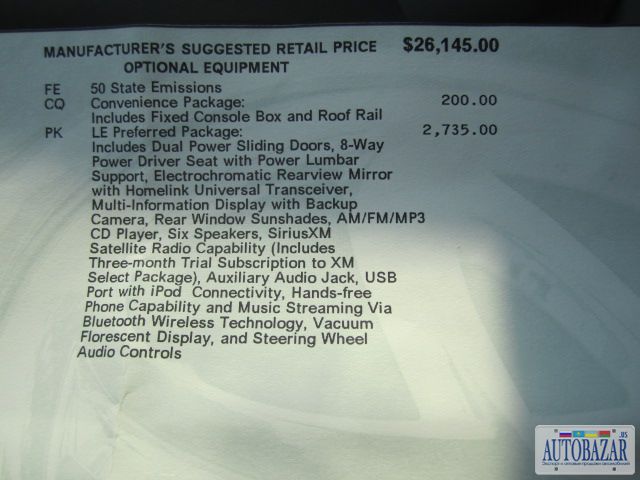 MANUFACTURER'S SUGGESTED RETAIL PRICE $26,145.00
OPTIONAL EQUIPMENT
FE 50 State Emissions
CQ Convenience Package: 200.00
Includes Fixed Console Box and Roof Rail
PK LE Preferred Package: 2,735.00
Includes Dual Power Sliding Doors, 8-Way
Power Driver Seat with Power Lumbar
Support, Electrochromatic Rearview Mirror
with Homelink Universal Transceiver,
Multi-Information Display with Backup
Camera, Rear Window Sunshades, AM/FM/MP3
CD Player, Six Speakers, SiriusXM
Satellite Radio Capability (Includes
Three-month Trial Subscription to XM
Select Package), Auxiliary Audio Jack, USB
Port with iPod Connectivity, Hands-free
Phone Capability and Music Streaming Via
Bluetooth Wireless Technology, Vacuum
Florescent Display, and Steering Wheel
Audio Controls
.US
AUTOBAZAR